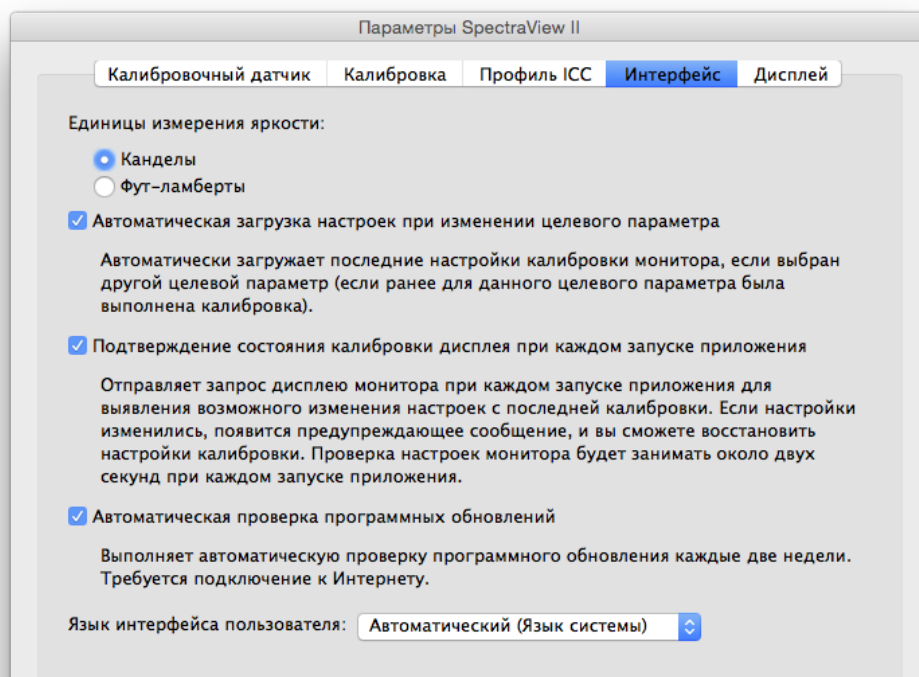 Параметры SpectraView II
Калибровочный датчик Калибровка Профиль ICC Интерфейс Дисплей
Единицы измерения яркости:
Канделы
Фут-ламберты
Автоматическая загрузка настроек при изменении целевого параметра
Автоматически загружает последние настройки калибровки монитора, если выбран
другой целевой параметр (если ранее для данного целевого параметра была
выполнена калибровка).
Подтверждение состояния калибровки дисплея при каждом запуске приложения
Отправляет запрос дисплею монитора при каждом запуске приложения для
выявления возможного изменения настроек с последней калибровки. Если настройки
изменились, появится предупреждающее сообщение, и вы сможете восстановить
настройки калибровки. Проверка настроек монитора будет занимать около двух
секунд при каждом запуске приложения.
Автоматическая проверка программных обновлений
Выполняет автоматическую проверку программного обновления каждые две недели.
Требуется подключение к Интернету.
Язык интерфейса пользователя: Автоматический (Язык системы)